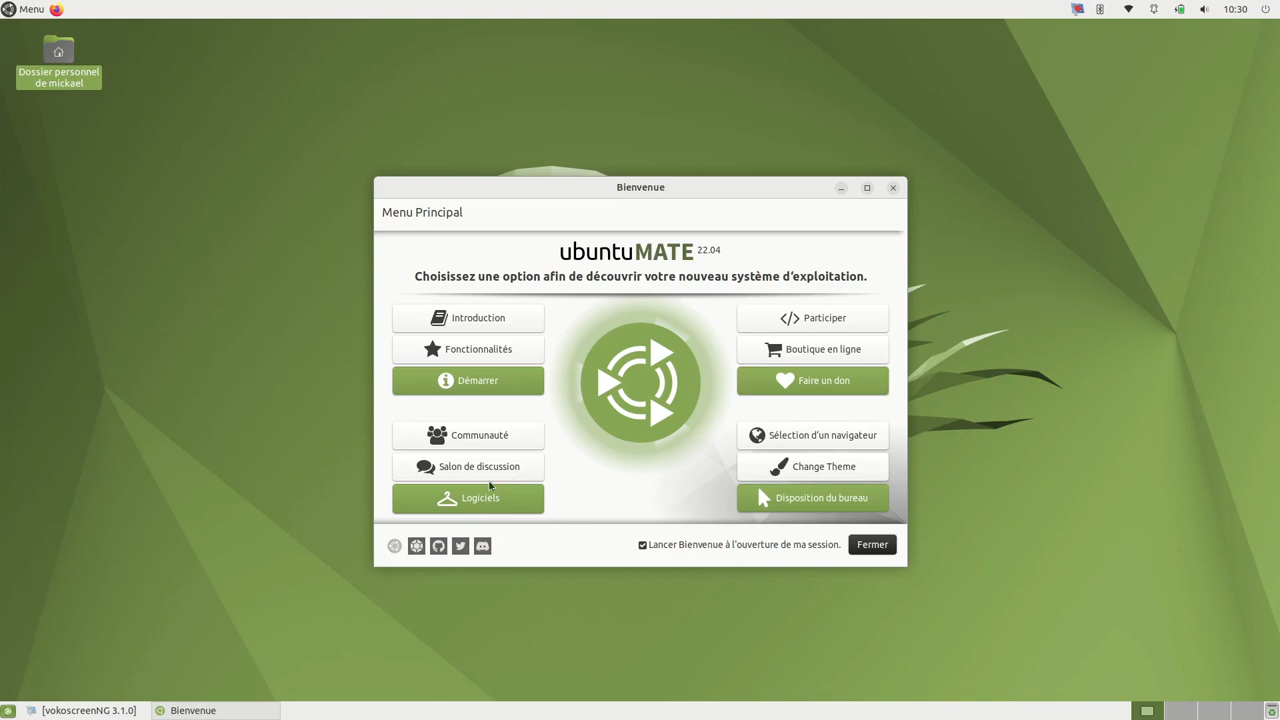 Menu
10:30
Dossier personnel
de mickael
Bienvenue
Menu Principal
ubuntuMATE 22.04
Choisissez une option afin de découvrir votre nouveau système d'exploitation.
Introduction
Participer
Fonctionnalités
Boutique en ligne
Démarrer
Faire un don
Communauté
Sélection d'un navigateur
Salon de discussion
Change Theme
Logiciels
Disposition du bureau
Lancer Bienvenue à l'ouverture de ma session.
Fermer
[vokoscreenNG 3.1.0]
Bienvenue